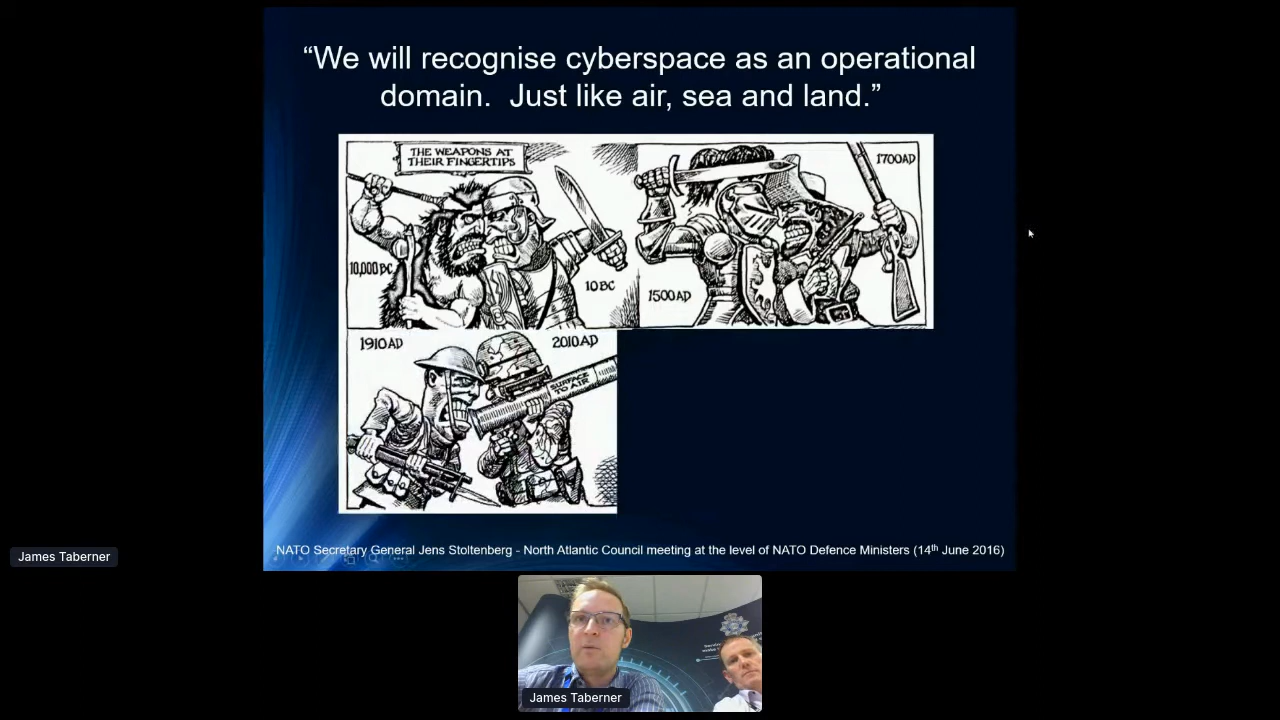 “We will recognise cyberspace as an operational
domain.  Just like air, sea and land.”
THE WEAPONS AT
THEIR FINGERTIPS
10,000 BC
10 BC
1500AD
1700AD
1910AD
2010AD
SURFACE
TO AIR
NATO Secretary General Jens Stoltenberg - North Atlantic Council meeting at the level of NATO Defence Ministers (14th June 2016)
James Taberner
James Taberner